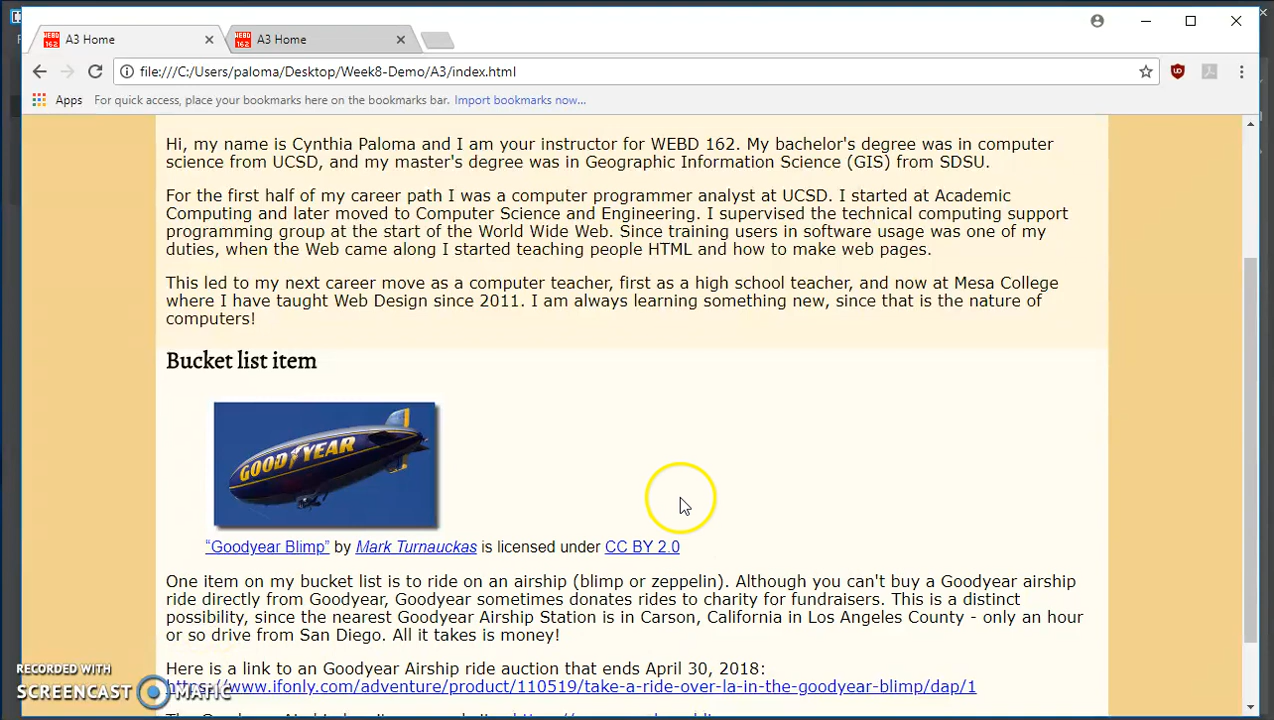 A3 Home
A3 Home
file:///C:/Users/paloma/Desktop/Week8-Demo/A3/index.html
Apps For quick access, place your bookmarks here on the bookmarks bar. Import bookmarks now...
Hi, my name is Cynthia Paloma and I am your instructor for WEBD 162. My bachelor's degree was in computer
science from UCSD, and my master's degree was in Geographic Information Science (GIS) from SDSU.
For the first half of my career path I was a computer programmer analyst at UCSD. I started at Academic
Computing and later moved to Computer Science and Engineering. I supervised the technical computing support
programming group at the start of the World Wide Web. Since training users in software usage was one of my
duties, when the Web came along I started teaching people HTML and how to make web pages.
This led to my next career move as a computer teacher, first as a high school teacher, and now at Mesa College
where I have taught Web Design since 2011. I am always learning something new, since that is the nature of
computers!
Bucket list item
GOODYEAR
“Goodyear Blimp” by Mark Turnauckas is licensed under CC BY 2.0
One item on my bucket list is to ride on an airship (blimp or zeppelin). Although you can't buy a Goodyear airship
ride directly from Goodyear, Goodyear sometimes donates rides to charity for fundraisers. This is a distinct
possibility, since the nearest Goodyear Airship Station is in Carson, California in Los Angeles County - only an hour
or so drive from San Diego. All it takes is money!
Here is a link to an Goodyear Airship ride auction that ends April 30, 2018:
https://www.ifonly.com/adventure/product/110519/take-a-ride-over-la-in-the-goodyear-blimp/dap/1
RECORDED WITH
SCREENCAST MATIC